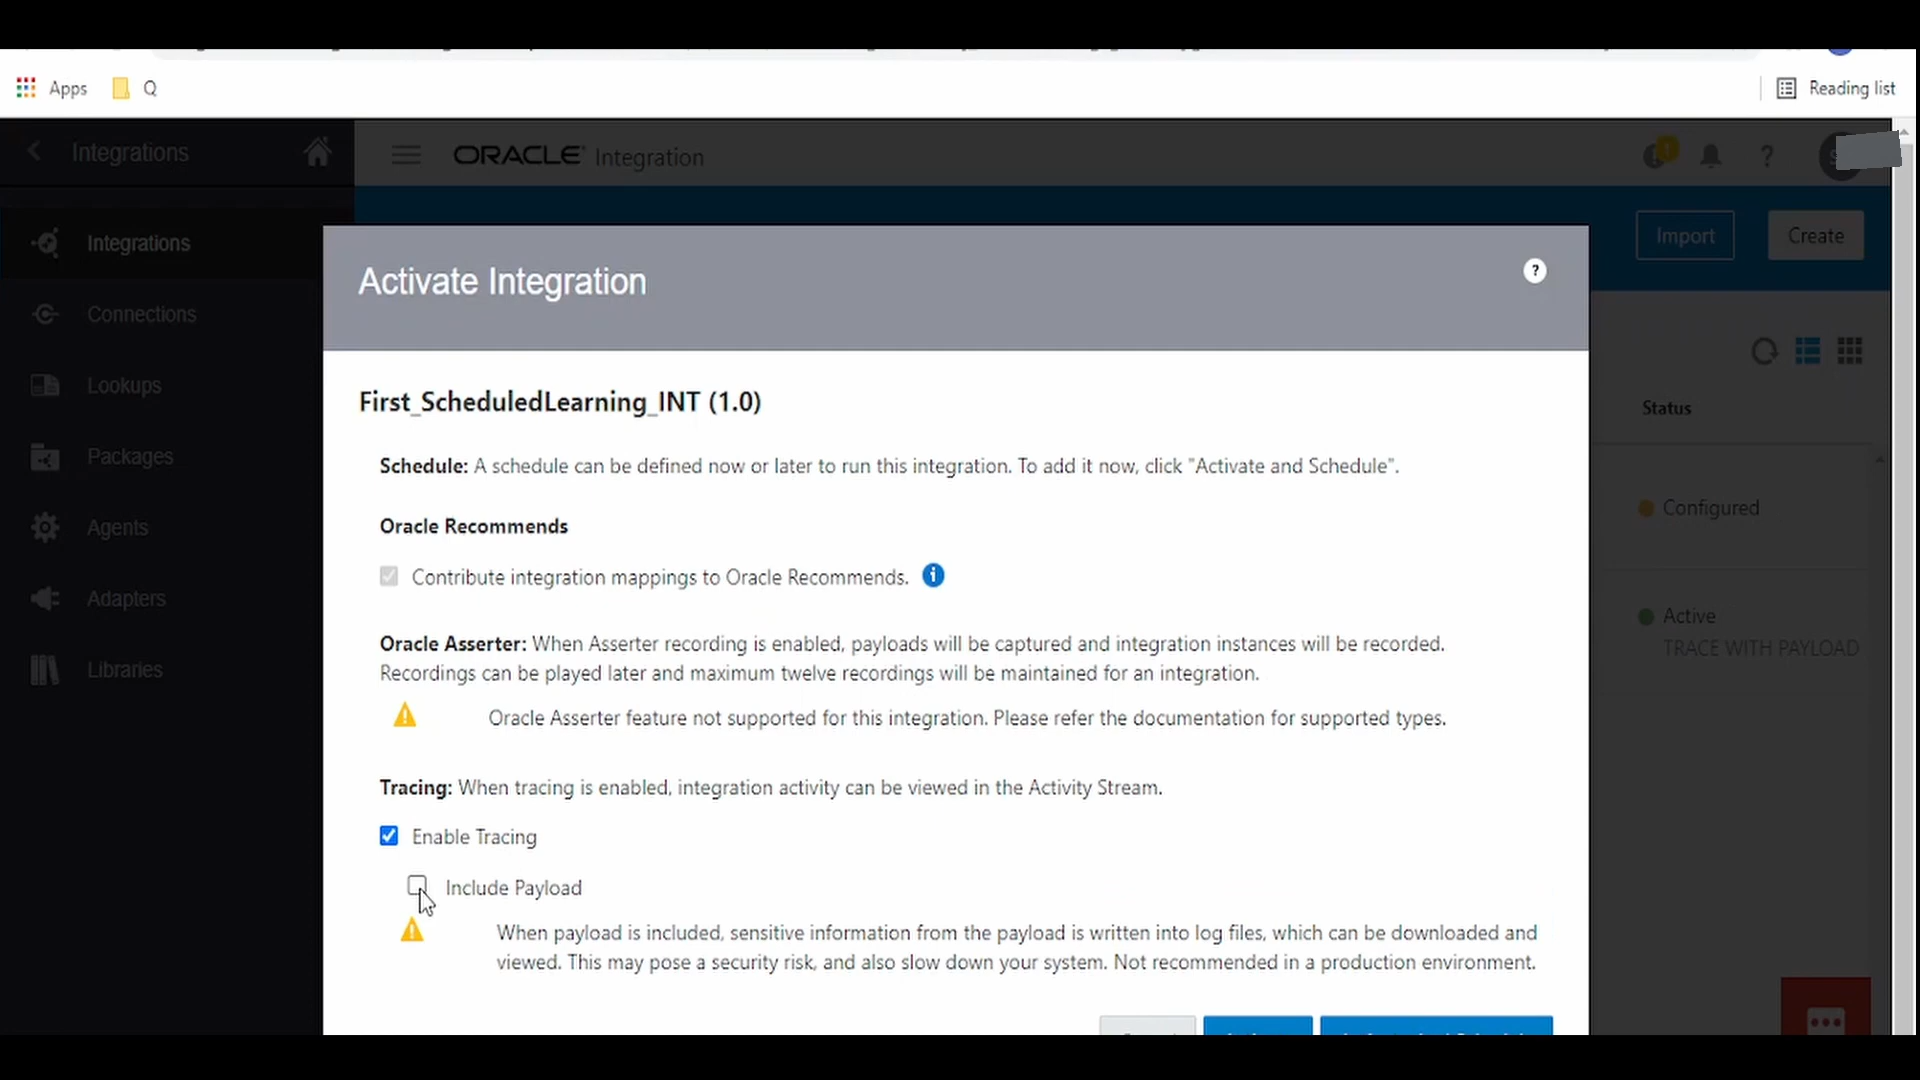 Apps
Q
Reading list
Integrations
ORACLE Integration
Import
Create
Integrations
Connections
Lookups
Packages
Agents
Adapters
Libraries
Activate Integration
?
First_ScheduledLearning_INT (1.0)
Schedule: A schedule can be defined now or later to run this integration. To add it now, click "Activate and Schedule".
Oracle Recommends
Contribute integration mappings to Oracle Recommends.
Oracle Asserter: When Asserter recording is enabled, payloads will be captured and integration instances will be recorded.
Recordings can be played later and maximum twelve recordings will be maintained for an integration.
Oracle Asserter feature not supported for this integration. Please refer the documentation for supported types.
Tracing: When tracing is enabled, integration activity can be viewed in the Activity Stream.
Enable Tracing
Include Payload
When payload is included, sensitive information from the payload is written into log files, which can be downloaded and
viewed. This may pose a security risk, and also slow down your system. Not recommended in a production environment.
Status
Configured
Active
TRACE WITH PAYLOAD